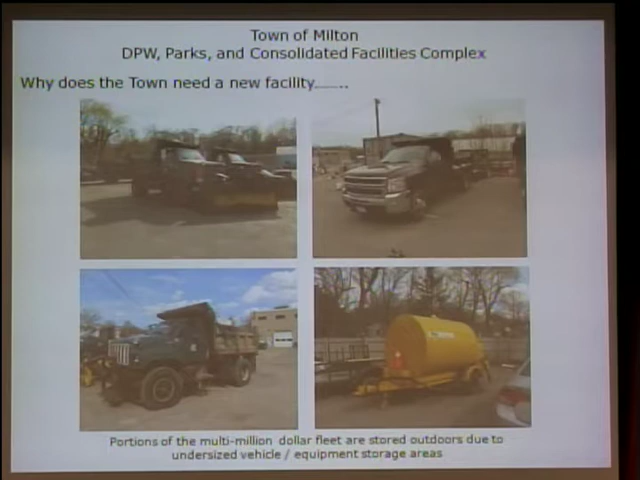 Town of Milton
DPW, Parks, and Consolidated Facilities Complex
Why does the Town need a new facility........
Portions of the multi-million dollar fleet are stored outdoors due to
undersized vehicle / equipment storage areas